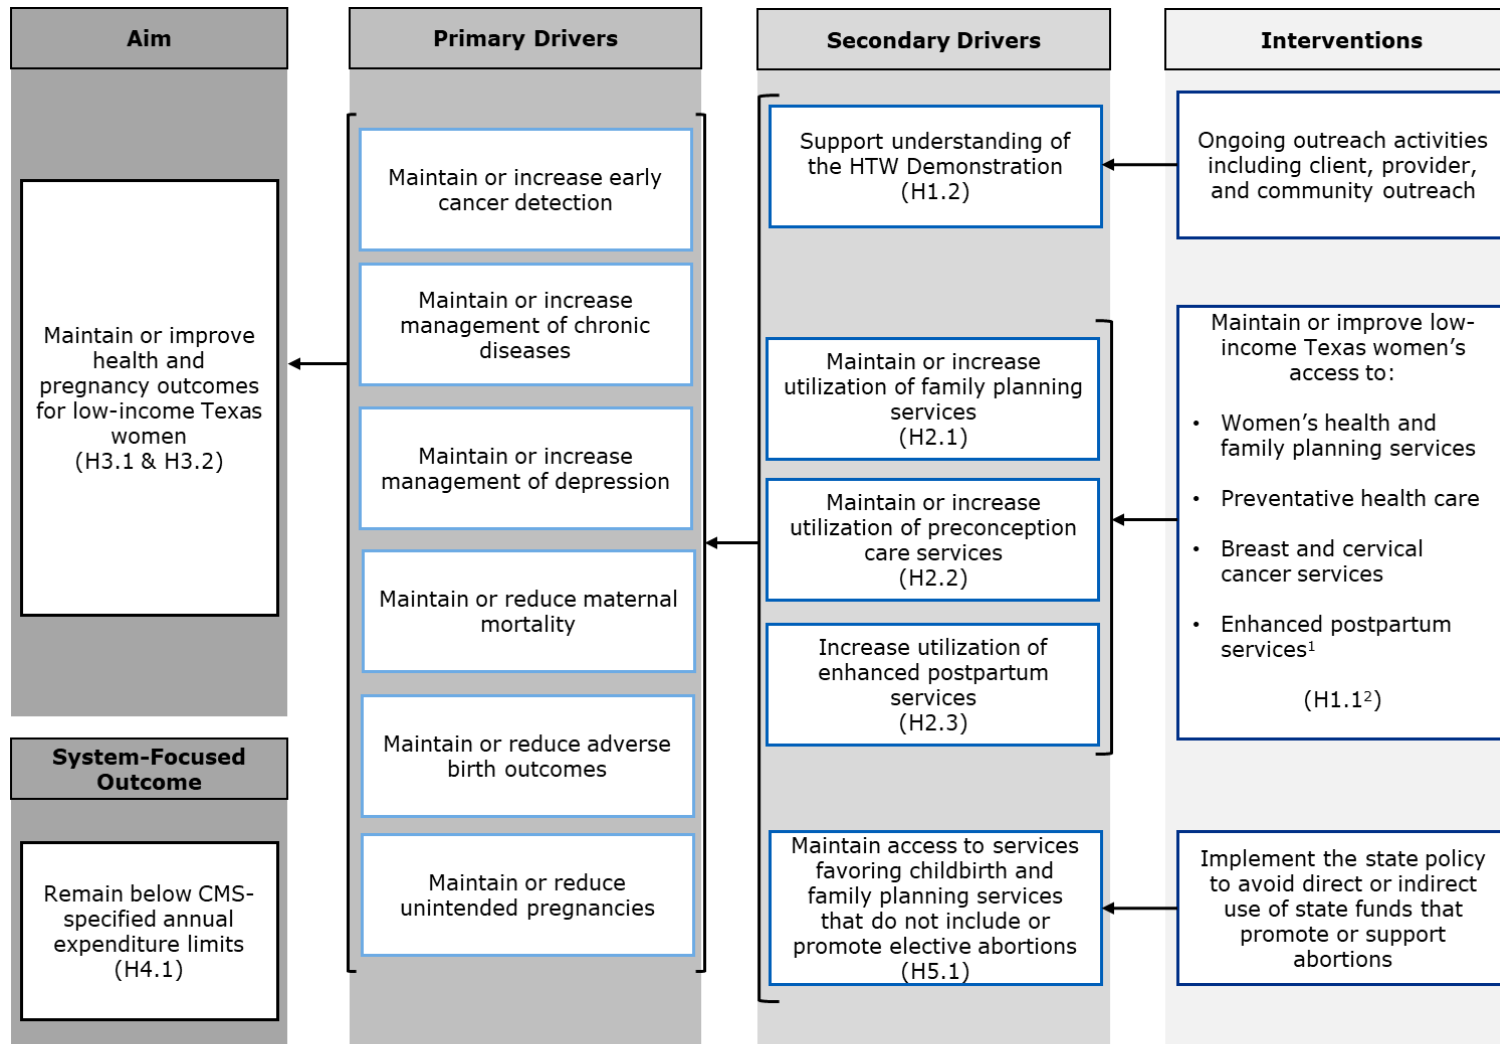 Aim
Maintain or improve
health and
pregnancy outcomes
for low-income Texas
women
(H3.1 & H3.2)
System-Focused
Outcome
Remain below CMS-
specified annual
expenditure limits
(H4.1)
Primary Drivers
Maintain or increase early
cancer detection
Maintain or increase
management of chronic
diseases
Maintain or increase
management of depression
Maintain or reduce maternal
mortality
Maintain or reduce adverse
birth outcomes
Maintain or reduce
unintended pregnancies
Secondary Drivers
Support understanding of
the HTW Demonstration
(H1.2)
Maintain or increase
utilization of family planning
services
(H2.1)
Maintain or increase
utilization of preconception
care services
(H2.2)
Increase utilization of
enhanced postpartum
services
(H2.3)
Maintain access to services
favoring childbirth and
family planning services
that do not include or
promote elective abortions
(H5.1)
Interventions
Ongoing outreach activities
including client, provider,
and community outreach
Maintain or improve low-
income Texas women’s
access to:
• Women’s health and
family planning services
• Preventative health care
• Breast and cervical
cancer services
• Enhanced postpartum
services¹
(H1.1²)
Implement the state policy
to avoid direct or indirect
use of state funds that
promote or support
abortions